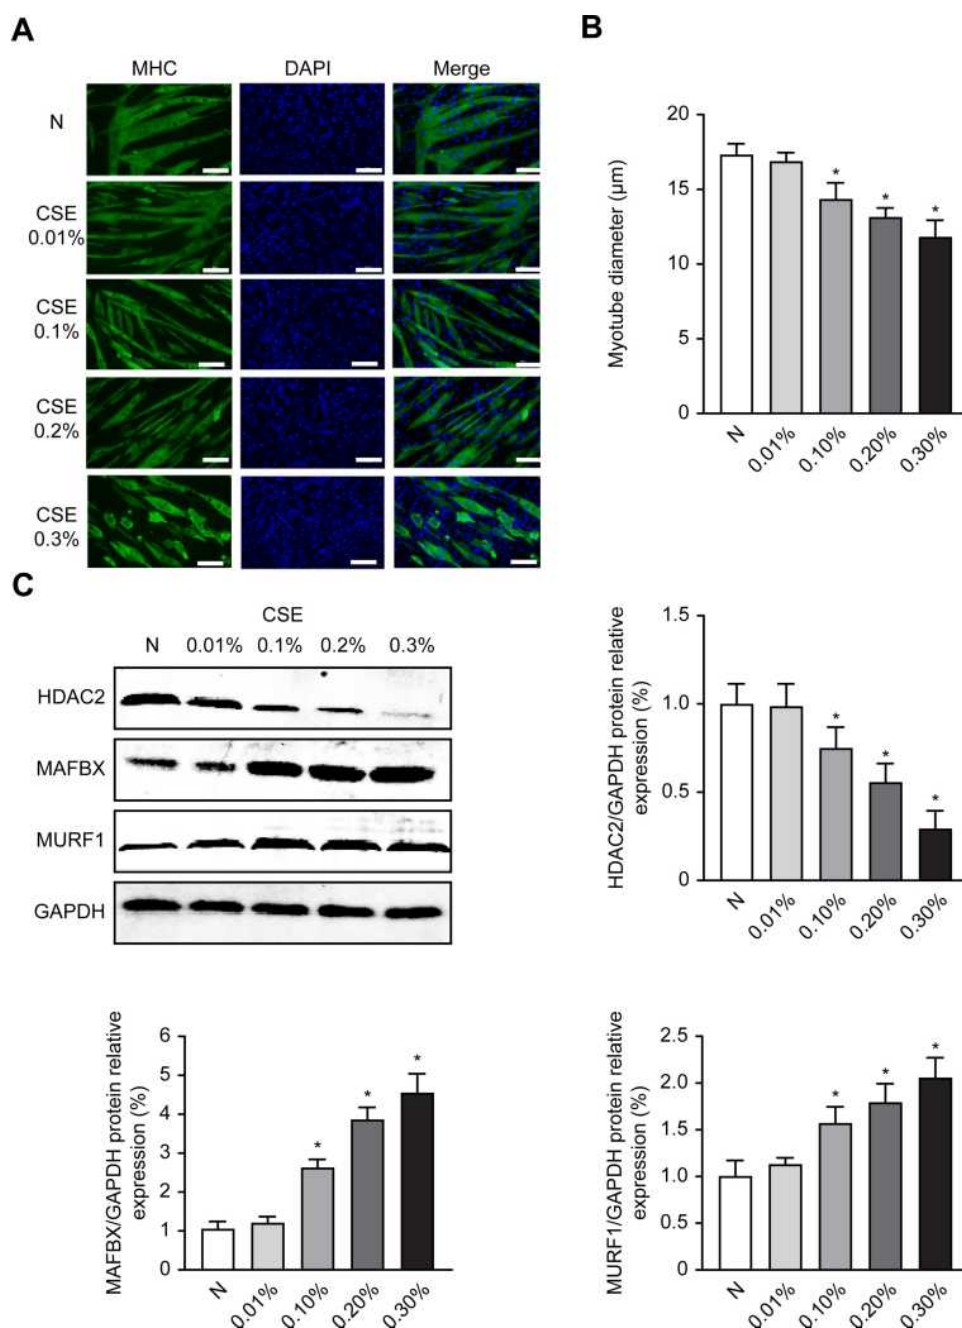 A
MHC DAPI Merge
N
CSE
0.01%
CSE
0.1%
CSE
0.2%
CSE
0.3%
B
Myotube diameter (µm)
20
15
10
5
0
N 0.01% 0.10% 0.20% 0.30%
* * *
C
CSE
N 0.01% 0.1% 0.2% 0.3%
HDAC2
MAFBX
MURF1
GAPDH
HDAC2/GAPDH protein relative
expression (%)
1.5
1.0
0.5
0
N 0.01% 0.10% 0.20% 0.30%
* * *
MAFBX/GAPDH protein relative
expression (%)
6
5
4
3
2
1
0
N 0.01% 0.10% 0.20% 0.30%
* * *
MURF1/GAPDH protein relative
expression (%)
2.5
2.0
1.5
1.0
0.5
0
N 0.01% 0.10% 0.20% 0.30%
* * *